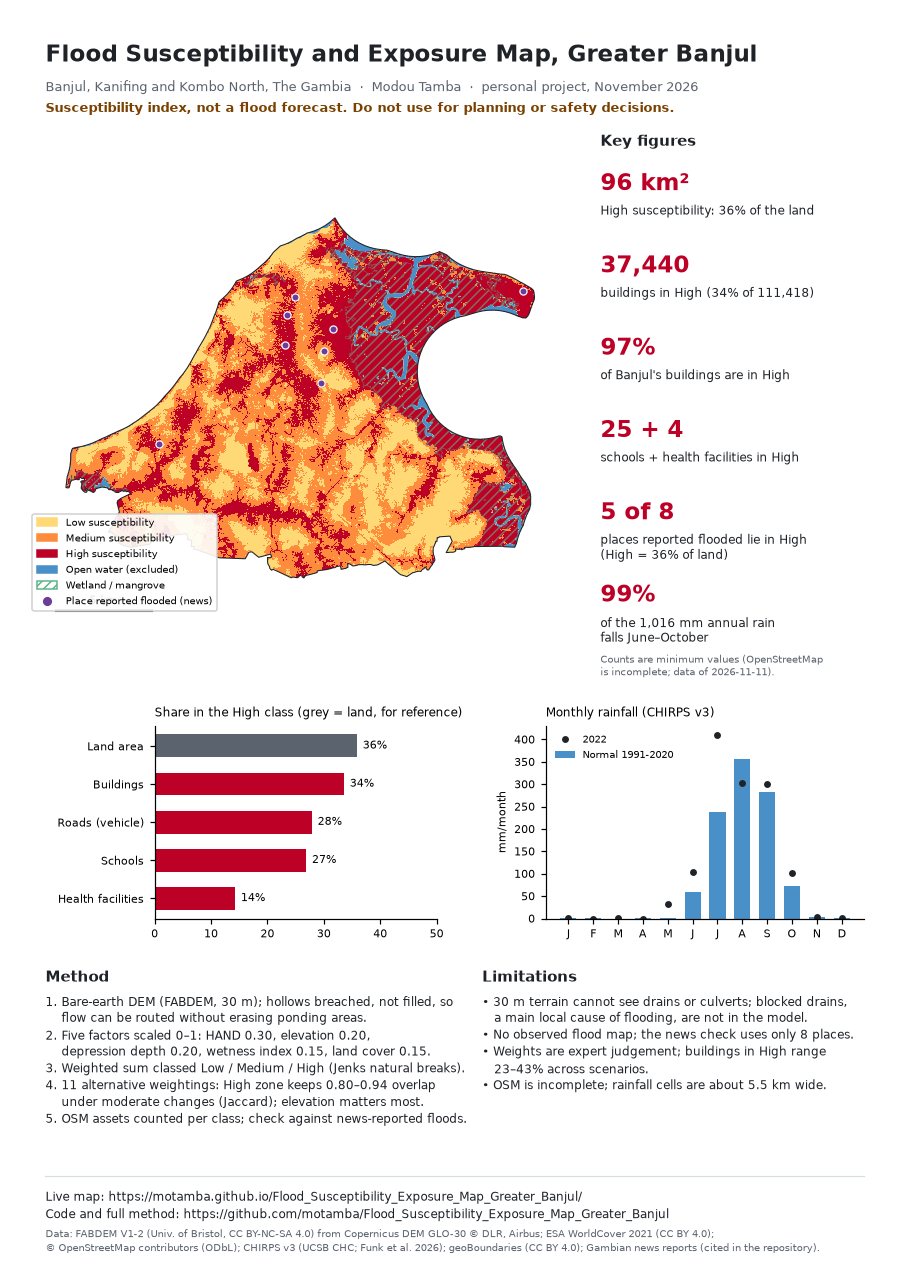 Flood Susceptibility and Exposure Map, Greater Banjul
Banjul, Kanifing and Kombo North, The Gambia · Modou Tamba · personal project, November 2026
Susceptibility index, not a flood forecast. Do not use for planning or safety decisions.
Key figures
96 km²
High susceptibility: 36% of the land
37,440
buildings in High (34% of 111,418)
97%
of Banjul's buildings are in High
25 + 4
schools + health facilities in High
5 of 8
places reported flooded lie in High
(High = 36% of land)
99%
of the 1,016 mm annual rain
falls June–October
Counts are minimum values (OpenStreetMap
is incomplete; data of 2026-11-11).
Low susceptibility
Medium susceptibility
High susceptibility
Open water (excluded)
Wetland / mangrove
Place reported flooded (news)
Share in the High class (grey = land, for reference)
Land area
36%
Buildings
34%
Roads (vehicle)
28%
Schools
27%
Health facilities
14%
0 10 20 30 40 50
Monthly rainfall (CHIRPS v3)
2022
Normal 1991-2020
mm/month
400
350
300
250
200
150
100
50
0
J F M A M J J A S O N D
Method
1. Bare-earth DEM (FABDEM, 30 m); hollows breached, not filled, so
flow can be routed without erasing ponding areas.
2. Five factors scaled 0–1: HAND 0.30, elevation 0.20,
depression depth 0.20, wetness index 0.15, land cover 0.15.
3. Weighted sum classed Low / Medium / High (Jenks natural breaks).
4. 11 alternative weightings: High zone keeps 0.80–0.94 overlap
under moderate changes (Jaccard); elevation matters most.
5. OSM assets counted per class; check against news-reported floods.
Limitations
• 30 m terrain cannot see drains or culverts; blocked drains,
a main local cause of flooding, are not in the model.
• No observed flood map; the news check uses only 8 places.
• Weights are expert judgement; buildings in High range
23–43% across scenarios.
• OSM is incomplete; rainfall cells are about 5.5 km wide.
Live map: https://motamba.github.io/Flood_Susceptibility_Exposure_Map_Greater_Banjul/
Code and full method: https://github.com/motamba/Flood_Susceptibility_Exposure_Map_Greater_Banjul
Data: FABDEM V1-2 (Univ. of Bristol, CC BY-NC-SA 4.0) from Copernicus DEM GLO-30 © DLR, Airbus; ESA WorldCover 2021 (CC BY 4.0);
© OpenStreetMap contributors (ODbL); CHIRPS v3 (UCSB CHC; Funk et al. 2026); geoBoundaries (CC BY 4.0); Gambian news reports (cited in the repository).